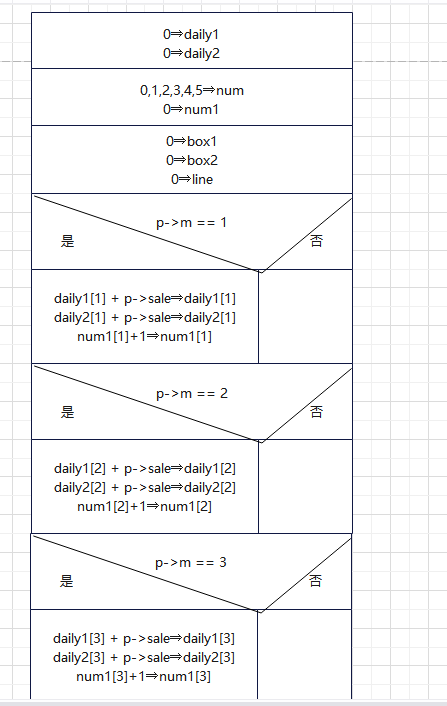 0⇒daily1
0⇒daily2
0,1,2,3,4,5⇒num
0⇒num1
0⇒box1
0⇒box2
0⇒line
p->m == 1
是 否
daily1[1] + p->sale⇒daily1[1]
daily2[1] + p->sale⇒daily2[1]
num1[1]+1⇒num1[1]
p->m == 2
是 否
daily1[2] + p->sale⇒daily1[2]
daily2[2] + p->sale⇒daily2[2]
num1[2]+1⇒num1[2]
p->m == 3
是 否
daily1[3] + p->sale⇒daily1[3]
daily2[3] + p->sale⇒daily2[3]
num1[3]+1⇒num1[3]